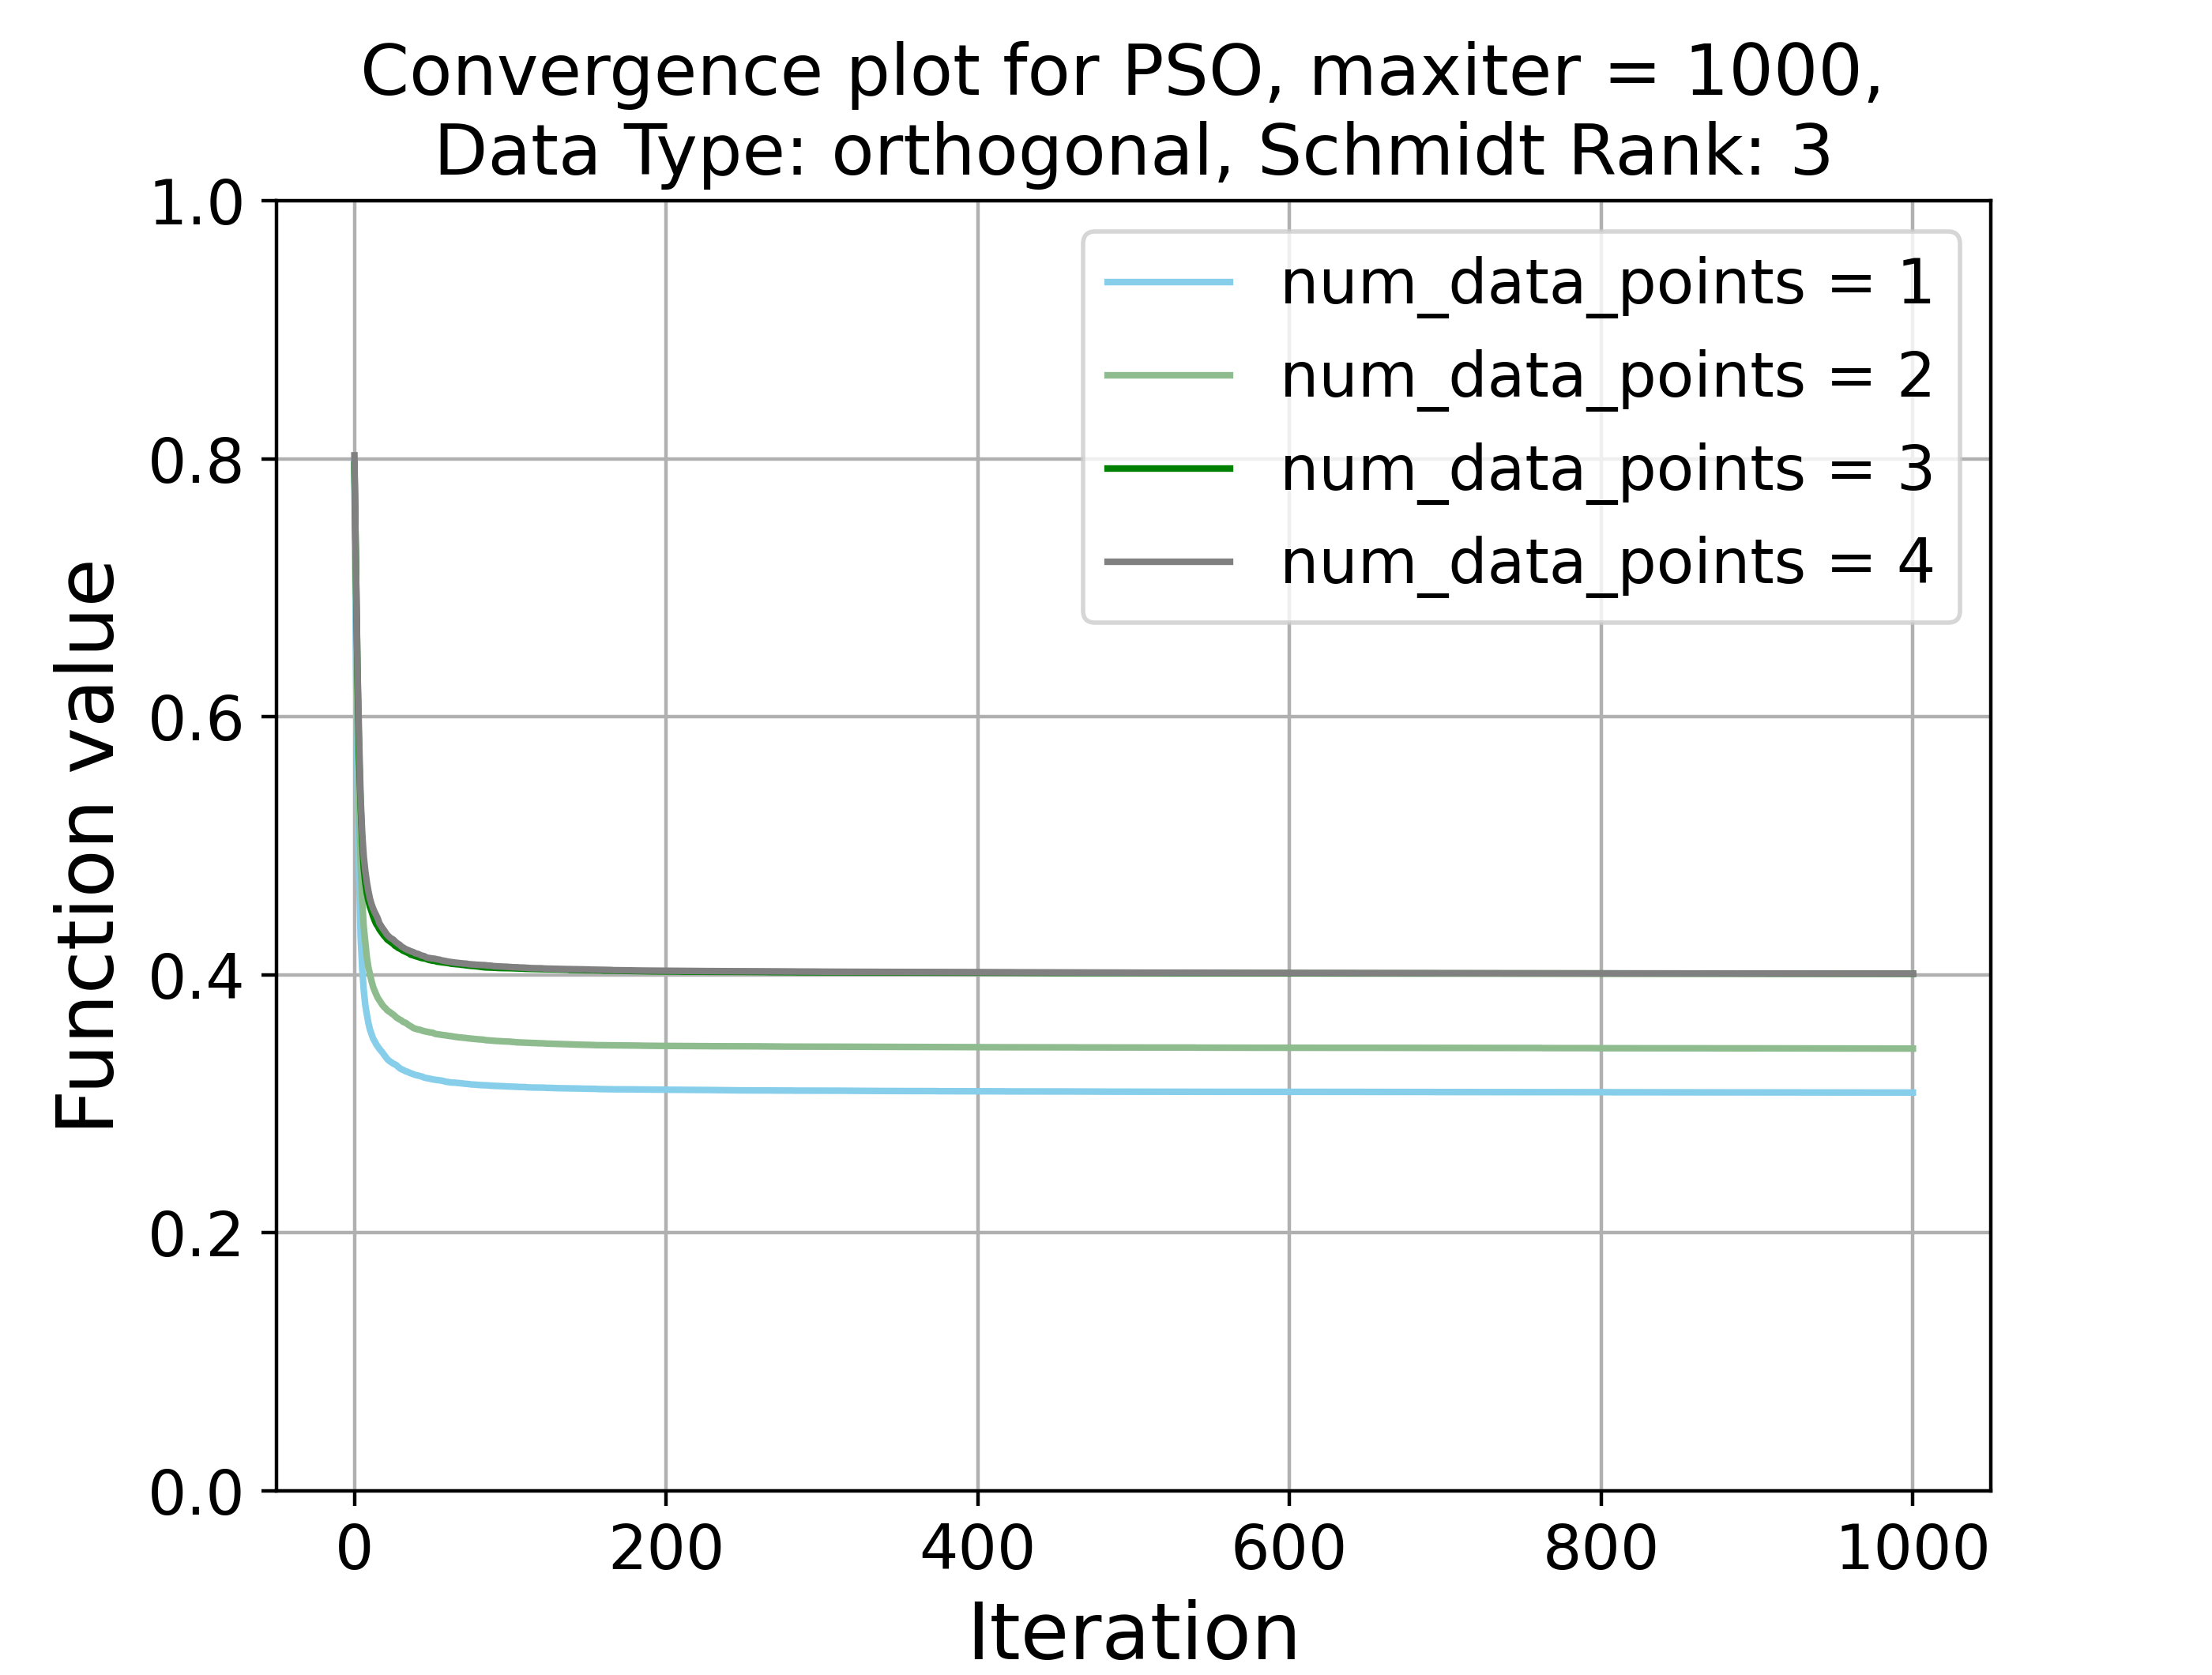 Convergence plot for PSO, maxiter = 1000,
Data Type: orthogonal, Schmidt Rank: 3
1.0
0.8
0.6
0.4
0.2
0.0
Function value
num_data_points = 1
num_data_points = 2
num_data_points = 3
num_data_points = 4
0 200 400 600 800 1000
Iteration